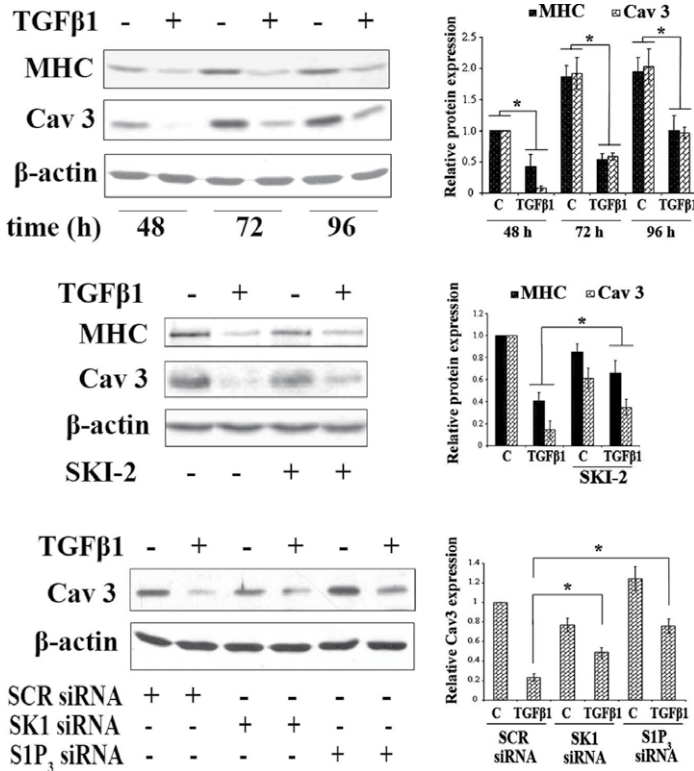 TGFβ1 - + - + - +
MHC
Cav 3
β-actin
time (h) 48 72 96
MHC Cav 3
Relative protein expression
2.5
2.0
1.5
1.0
0.5
0
* * *
C TGFβ1 C TGFβ1 C TGFβ1
48 h 72 h 96 h
TGFβ1 - + - +
MHC
Cav 3
β-actin
SKI-2 - - + +
MHC Cav 3
Relative protein expression
1.2
1
0.8
0.6
0.4
0.2
0
*
C TGFβ1 C TGFβ1
SKI-2
TGFβ1 - + - + - +
Cav 3
β-actin
SCR siRNA + + - - - -
SK1 siRNA - - + + - -
S1P3 siRNA - - - - + +
Relative Cav3 expression
1.4
1.2
1
0.8
0.6
0.4
0.2
0
* *
C TGFβ1 C TGFβ1 C TGFβ1
SCR SK1 S1P3
siRNA siRNA siRNA